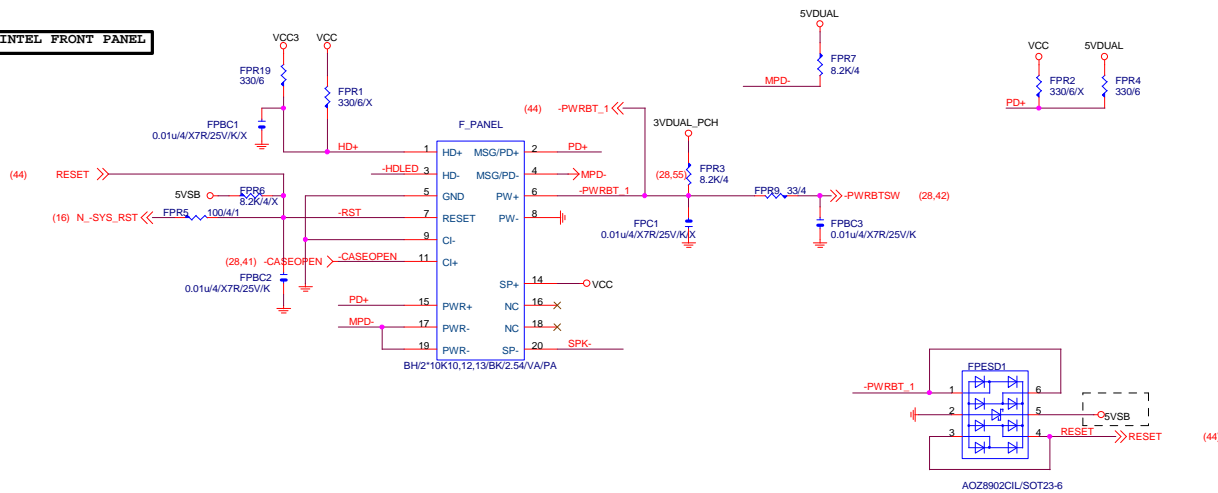 INTEL FRONT PANEL
5VDUAL
FPR7
8.2K/4
MPD-
VCC
5VDUAL
FPR2
330/6/X
FPR4
330/6
PD+
VCC3
VCC
FPR19
330/6
FPR1
330/6/X
FPBC1
0.01u/4/X7R/25V/K/X
(44)
-PWRBT_1
3VDUAL_PCH
F_PANEL
HD+
1
HD+
MSG/PD+
2
PD+
-HDLED
3
HD-
MSG/PD-
4
MPD-
(28,55)
FPR3
8.2K/4
(44)
RESET
5VSB
FPR6
8.2K/4/X
5
GND
PW+
6
-PWRBT_1
FPR9
33/4
-PWRBTSW
(28,42)
(16)
N_-SYS_RST
FPR5
100/4/1
-RST
7
RESET
PW-
8
FPC1
0.01u/4/X7R/25V/K/X
FPBC3
0.01u/4/X7R/25V/K
9
CI-
(28,41)
-CASEOPEN
-CASEOPEN
11
CI+
FPBC2
0.01u/4/X7R/25V/K
SP+
14
VCC
PD+
15
PWR+
NC
16
MPD-
17
PWR-
NC
18
19
PWR-
SP-
20
SPK-
BH/2*10K10,12,13/BK/2.54/VA/PA
FPESD1
-PWRBT_1
1
6
2
5
5VSB
3
4
RESET
RESET
(44)
AOZ8902CIL/SOT23-6